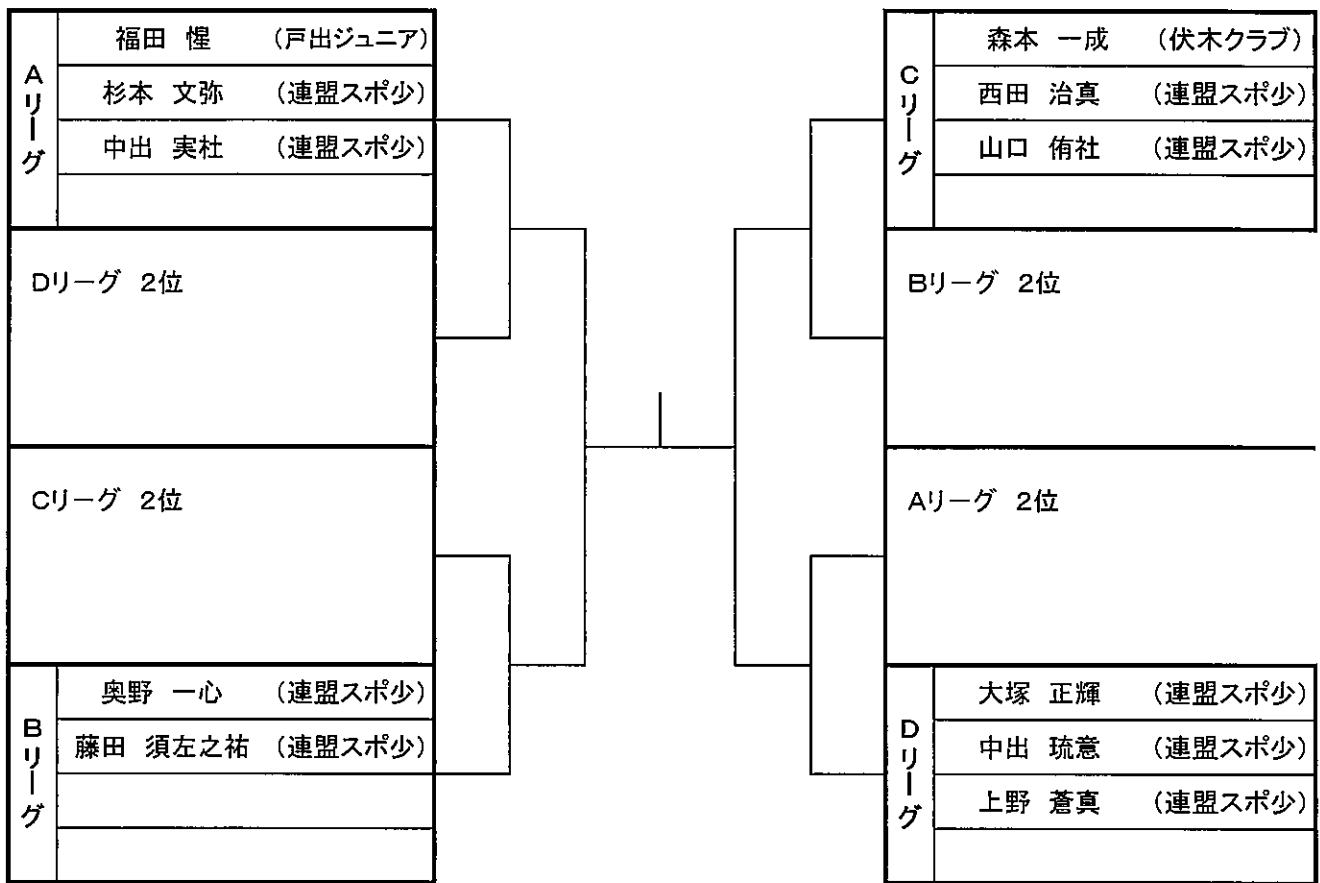 Aリーグ
福田 惺 (戸出ジュニア)
杉本 文弥 (連盟スポ少)
中出 実社 (連盟スポ少)
Dリーグ 2位
Cリーグ 2位
Bリーグ
奥野 一心 (連盟スポ少)
藤田 須左之祐 (連盟スポ少)
Cリーグ
森本 一成 (伏木クラブ)
西田 治真 (連盟スポ少)
山口 侑社 (連盟スポ少)
Bリーグ 2位
Aリーグ 2位
Dリーグ
大塚 正輝 (連盟スポ少)
中出 琉意 (連盟スポ少)
上野 蒼真 (連盟スポ少)